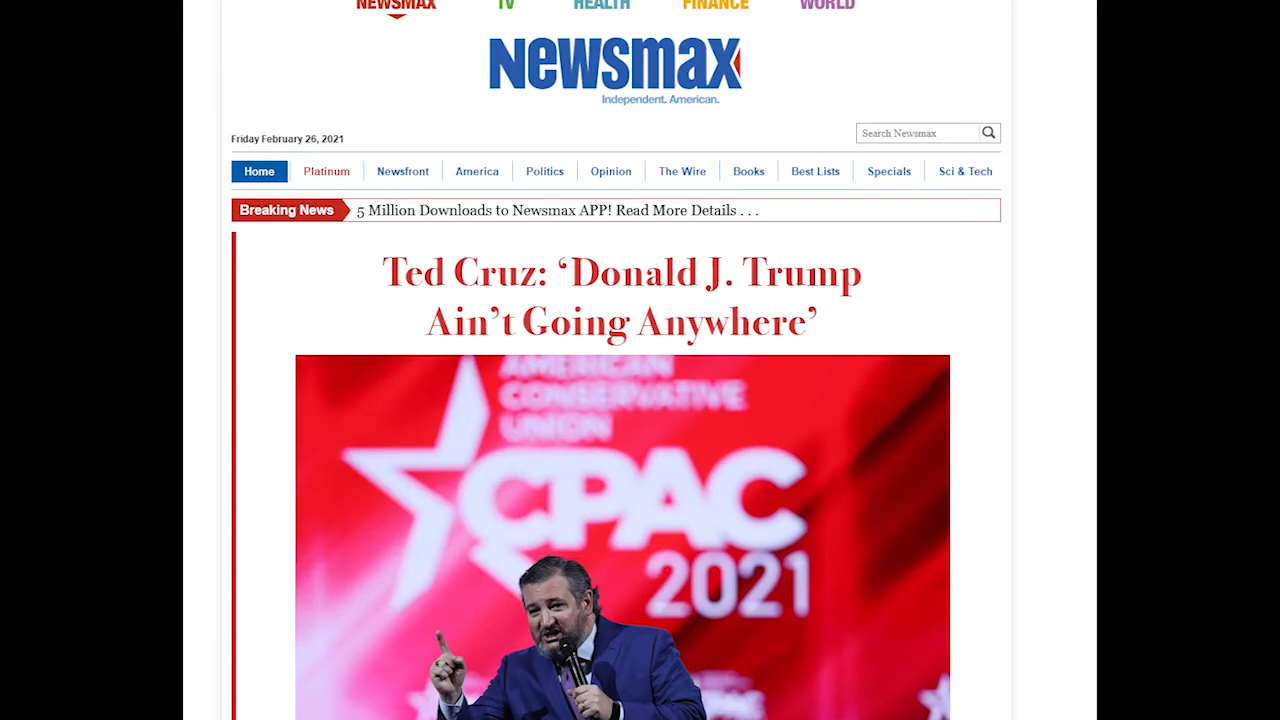 NEWSMAX TV HEALTH FINANCE WORLD
Newsmax
Independent. American.
Friday February 26, 2021
Search Newsmax
Home Platinum Newsfront America Politics Opinion The Wire Books Best Lists Specials Sci & Tech
Breaking News 5 Million Downloads to Newsmax APP! Read More Details . . .
Ted Cruz: ‘Donald J. Trump
Ain’t Going Anywhere’
AMERICAN
CONSERVATIVE
UNION
CPAC
2021
CPAC